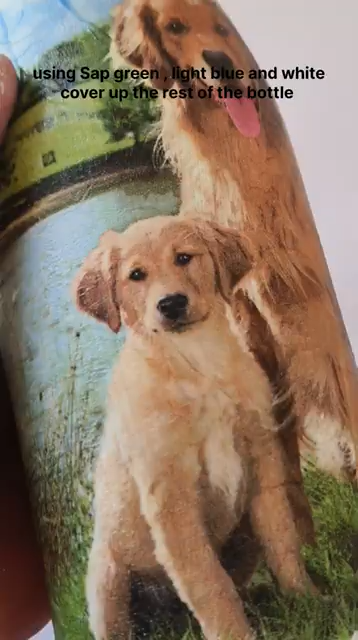 using Sap green , light blue and white
cover up the rest of the bottle